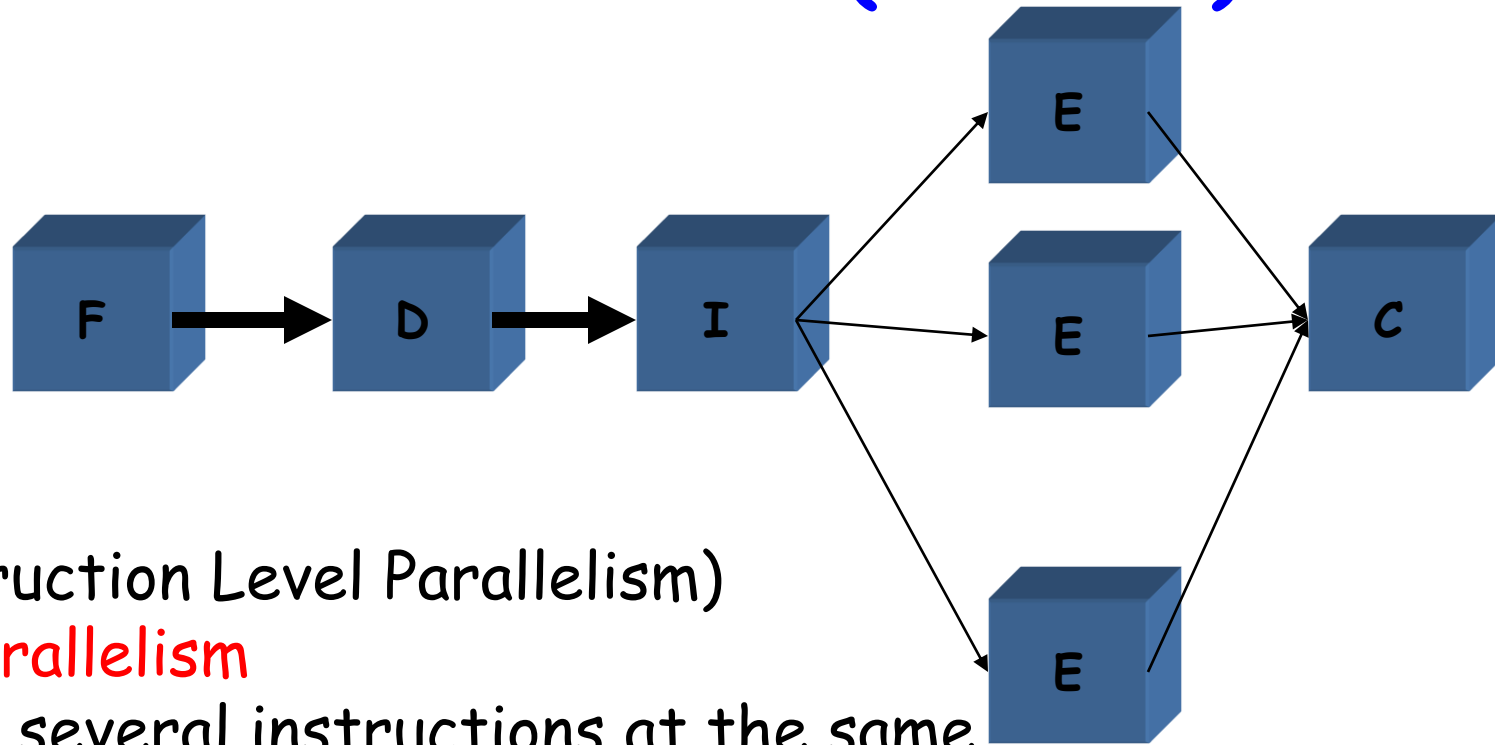 E
F D I E C
ruction Level Parallelism)
rallelism
E
several instructions at the same